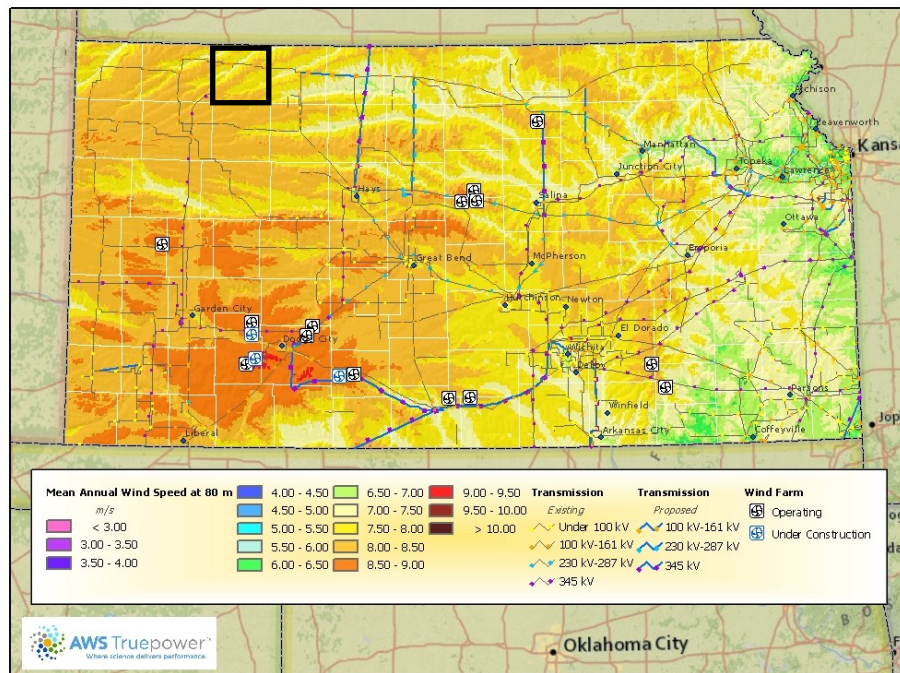 Atchison
Leavenworth
Kansa
Manhattan
Topeka
Lawrence
Junction City
Hays
Salina
Ottawa
Emporia
Great Bend
McPherson
Garden City
Hutchinson
Newton
Dodge City
El Dorado
Wichita
Derby
Parsons
Winfield
Liberal
Arkansas City
Coffeyville
Jop
Mean Annual Wind Speed at 80 m
m/s
< 3.00
3.00 - 3.50
3.50 - 4.00
4.00 - 4.50
4.50 - 5.00
5.00 - 5.50
5.50 - 6.00
6.00 - 6.50
6.50 - 7.00
7.00 - 7.50
7.50 - 8.00
8.00 - 8.50
8.50 - 9.00
9.00 - 9.50
9.50 - 10.00
> 10.00
Transmission
Existing
Under 100 kV
100 kV-161 kV
230 kV-287 kV
345 kV
Transmission
Proposed
100 kV-161 kV
230 kV-287 kV
345 kV
Wind Farm
Operating
Under Construction
AWS Truepower™
Where science delivers performance.
Oklahoma City